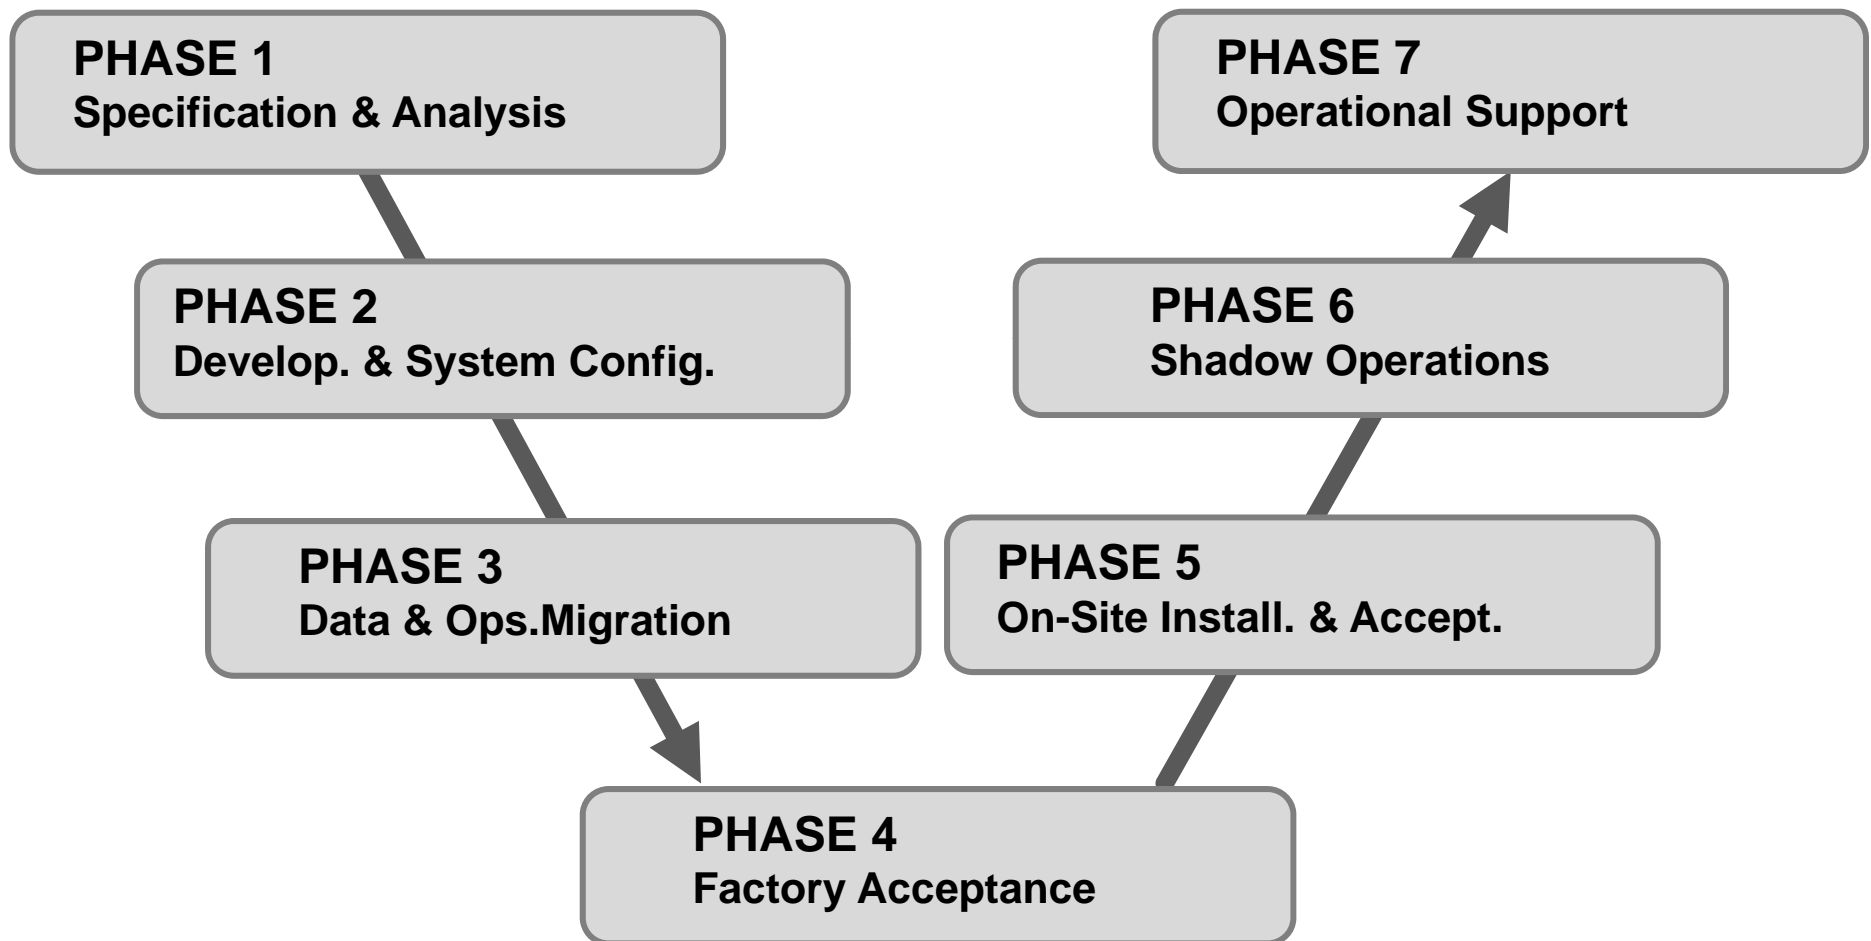 PHASE 1
Specification & Analysis
PHASE 2
Develop. & System Config.
PHASE 3
Data & Ops.Migration
PHASE 4
Factory Acceptance
PHASE 5
On-Site Install. & Accept.
PHASE 6
Shadow Operations
PHASE 7
Operational Support